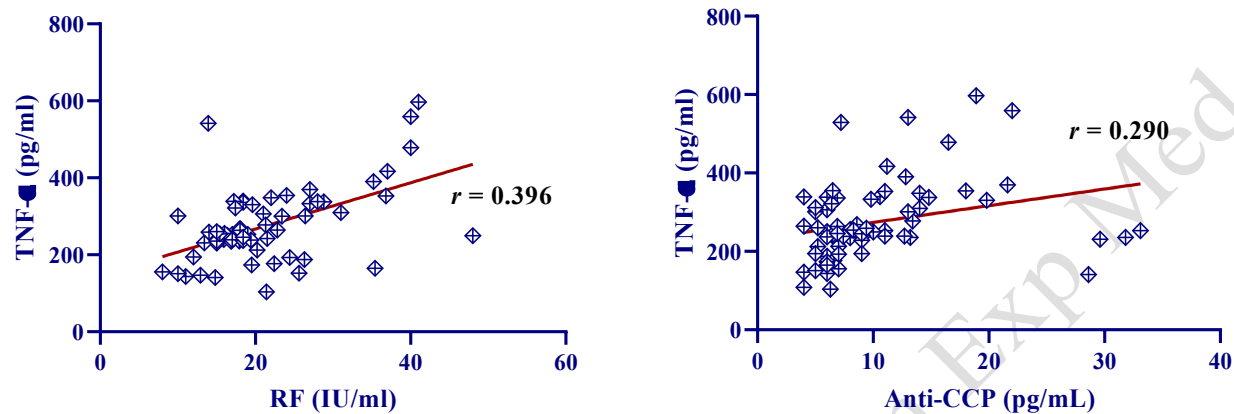 800
600
400
200
0
TNF- (pg/ml)
r = 0.396
0 20 40 60
RF (IU/ml)
800
600
400
200
0
TNF- (pg/ml)
r = 0.290
0 10 20 30 40
Anti-CCP (pg/mL)
Exp Med